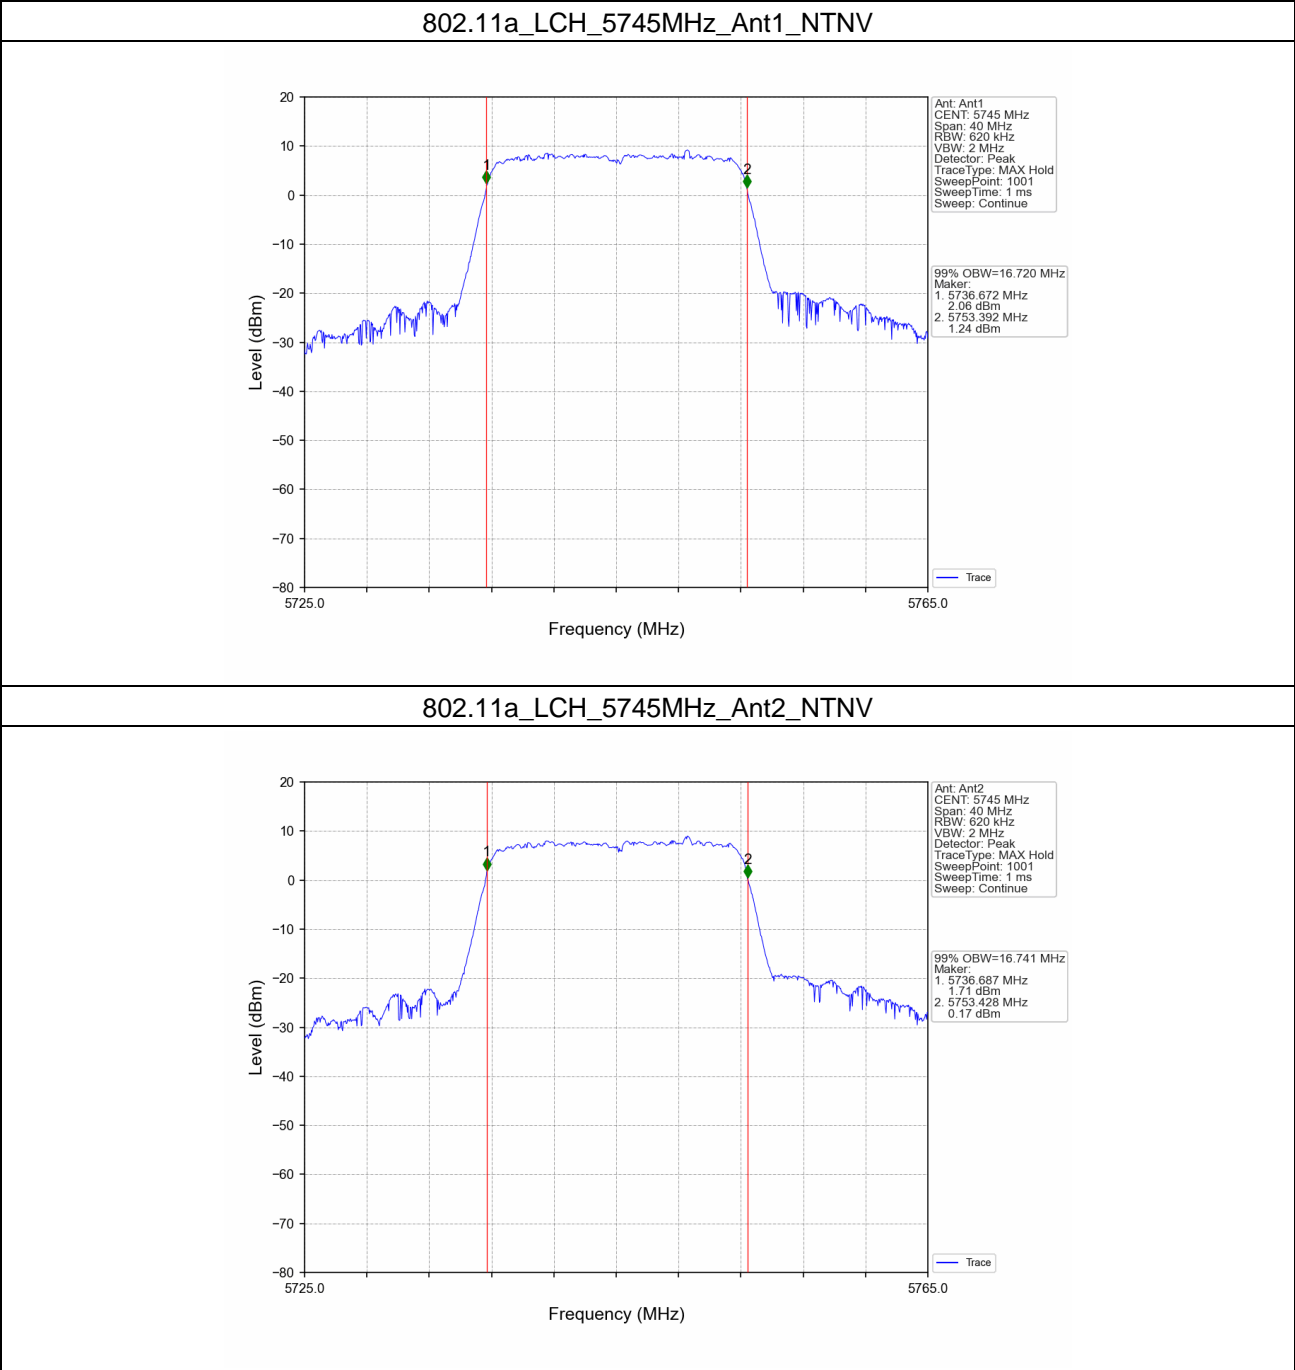 802.11a_LCH_5745MHz_Ant1_NTNV
20
10
0
−10
−20
−30
−40
−50
−60
−70
−80
Level (dBm)
5725.0
5765.0
Frequency (MHz)
1
2
Ant: Ant1
CENT: 5745 MHz
Span: 40 MHz
RBW: 620 kHz
VBW: 2 MHz
Detector: Peak
TraceType: MAX Hold
SweepPoint: 1001
SweepTime: 1 ms
Sweep: Continue
99% OBW=16.720 MHz
Maker:
1. 5736.672 MHz
2.06 dBm
2. 5753.392 MHz
1.24 dBm
Trace
802.11a_LCH_5745MHz_Ant2_NTNV
20
10
0
−10
−20
−30
−40
−50
−60
−70
−80
Level (dBm)
5725.0
5765.0
Frequency (MHz)
1
2
Ant: Ant2
CENT: 5745 MHz
Span: 40 MHz
RBW: 620 kHz
VBW: 2 MHz
Detector: Peak
TraceType: MAX Hold
SweepPoint: 1001
SweepTime: 1 ms
Sweep: Continue
99% OBW=16.741 MHz
Maker:
1. 5736.687 MHz
1.71 dBm
2. 5753.428 MHz
0.17 dBm
Trace